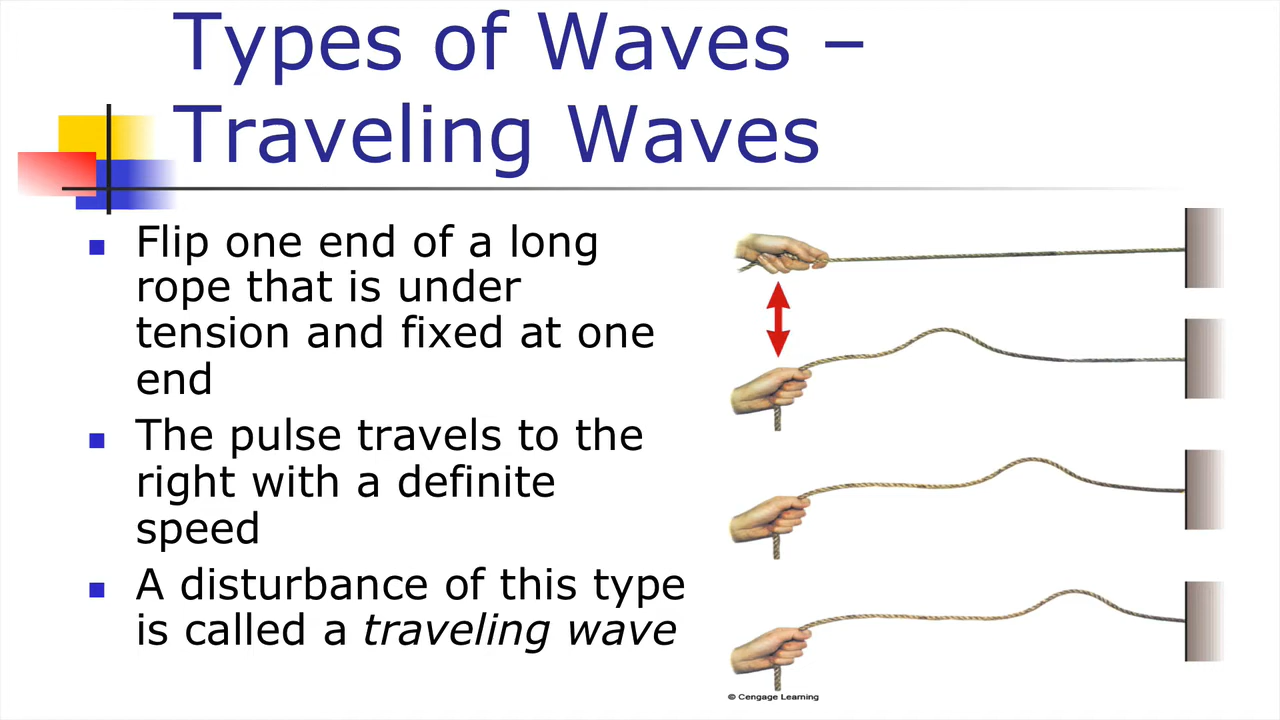 Types of Waves –
Traveling Waves
Flip one end of a long
rope that is under
tension and fixed at one
end
The pulse travels to the
right with a definite
speed
A disturbance of this type
is called a traveling wave
© Cengage Learning